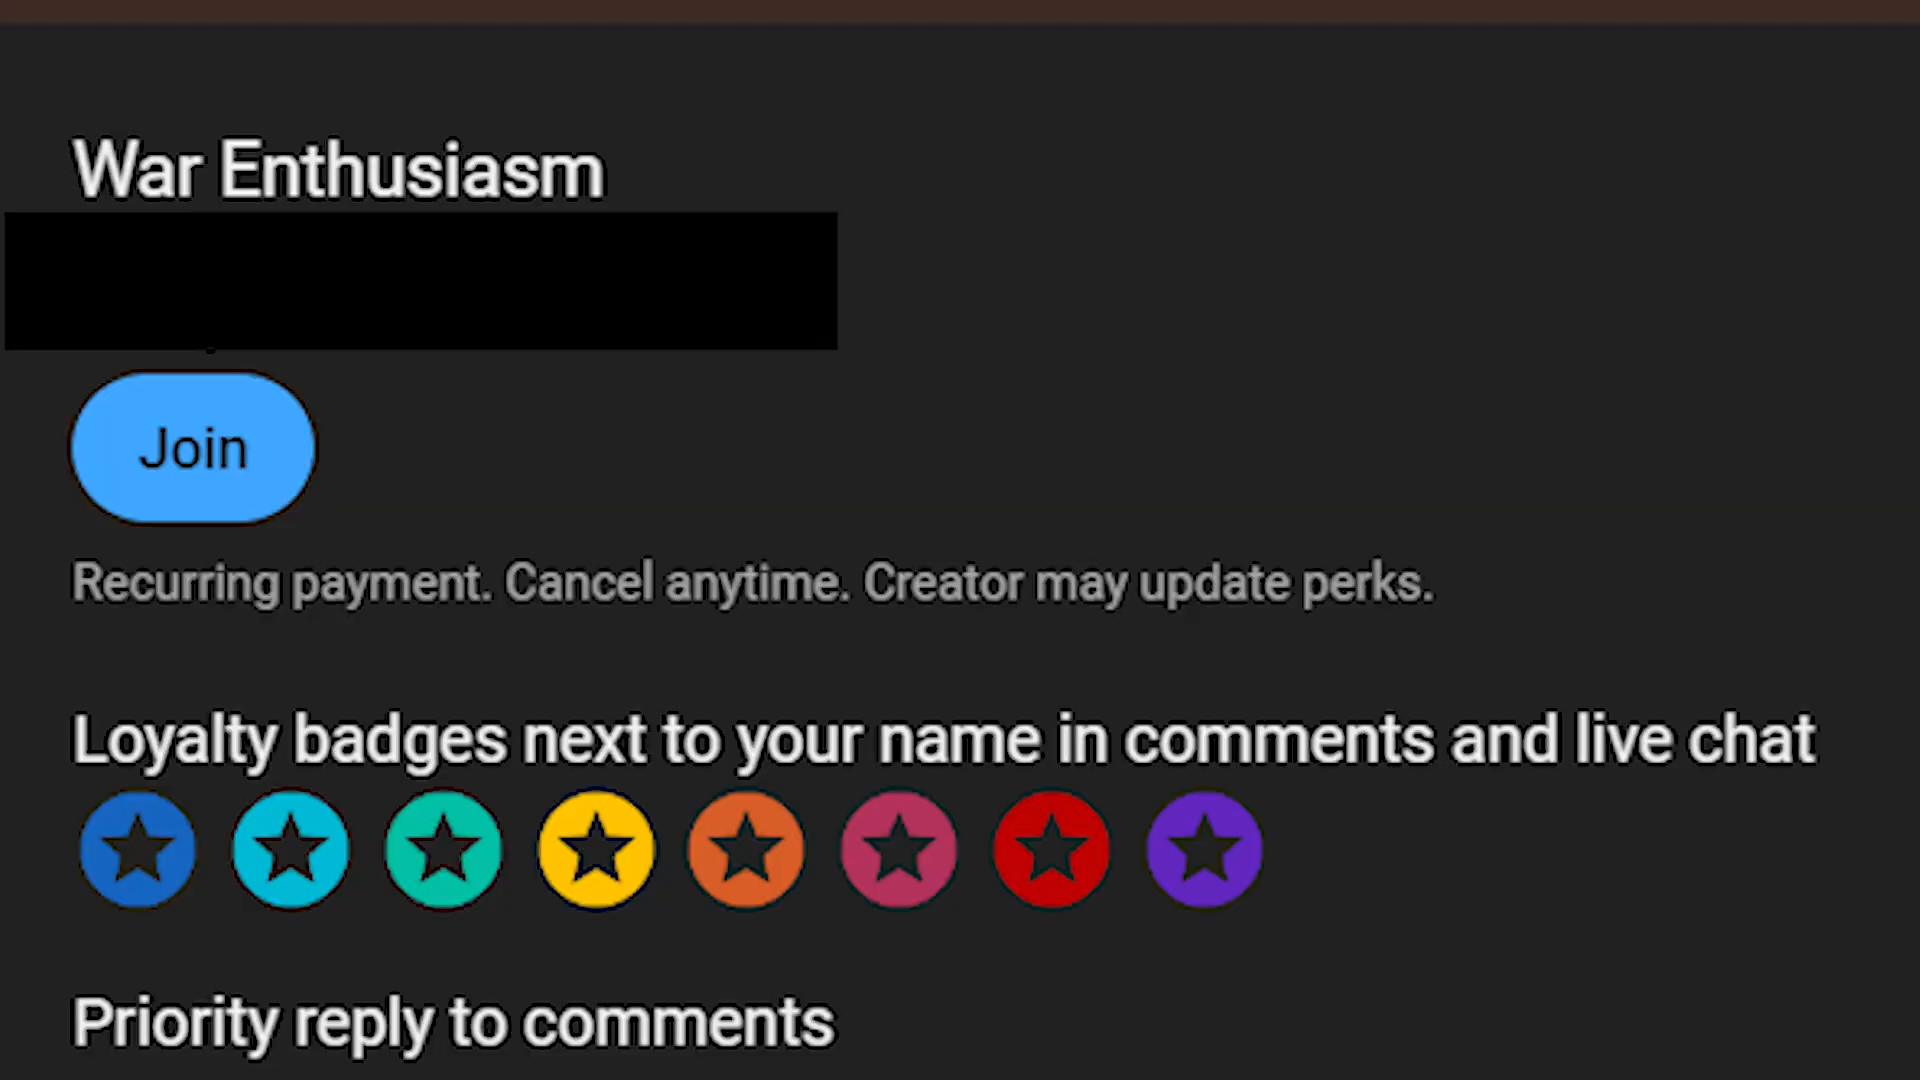 War Enthusiasm
Join
Recurring payment. Cancel anytime. Creator may update perks.
Loyalty badges next to your name in comments and live chat
Priority reply to comments